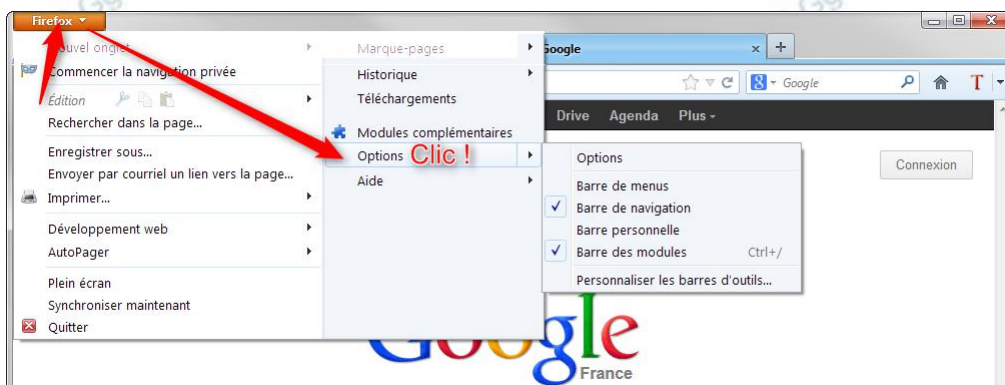 Firefox
Nouvel onglet
Commencer la navigation privée
Édition
Rechercher dans la page...
Enregistrer sous...
Envoyer par courriel un lien vers la page...
Imprimer...
Développement web
AutoPager
Plein écran
Synchroniser maintenant
Quitter
Marque-pages
Historique
Téléchargements
Modules complémentaires
Options Clic !
Aide
Options
Barre de menus
Barre de navigation
Barre personnelle
Barre des modules Ctrl+/
Personnaliser les barres d'outils...
Google
8 Google
T
Drive Agenda Plus
Connexion
Google
France